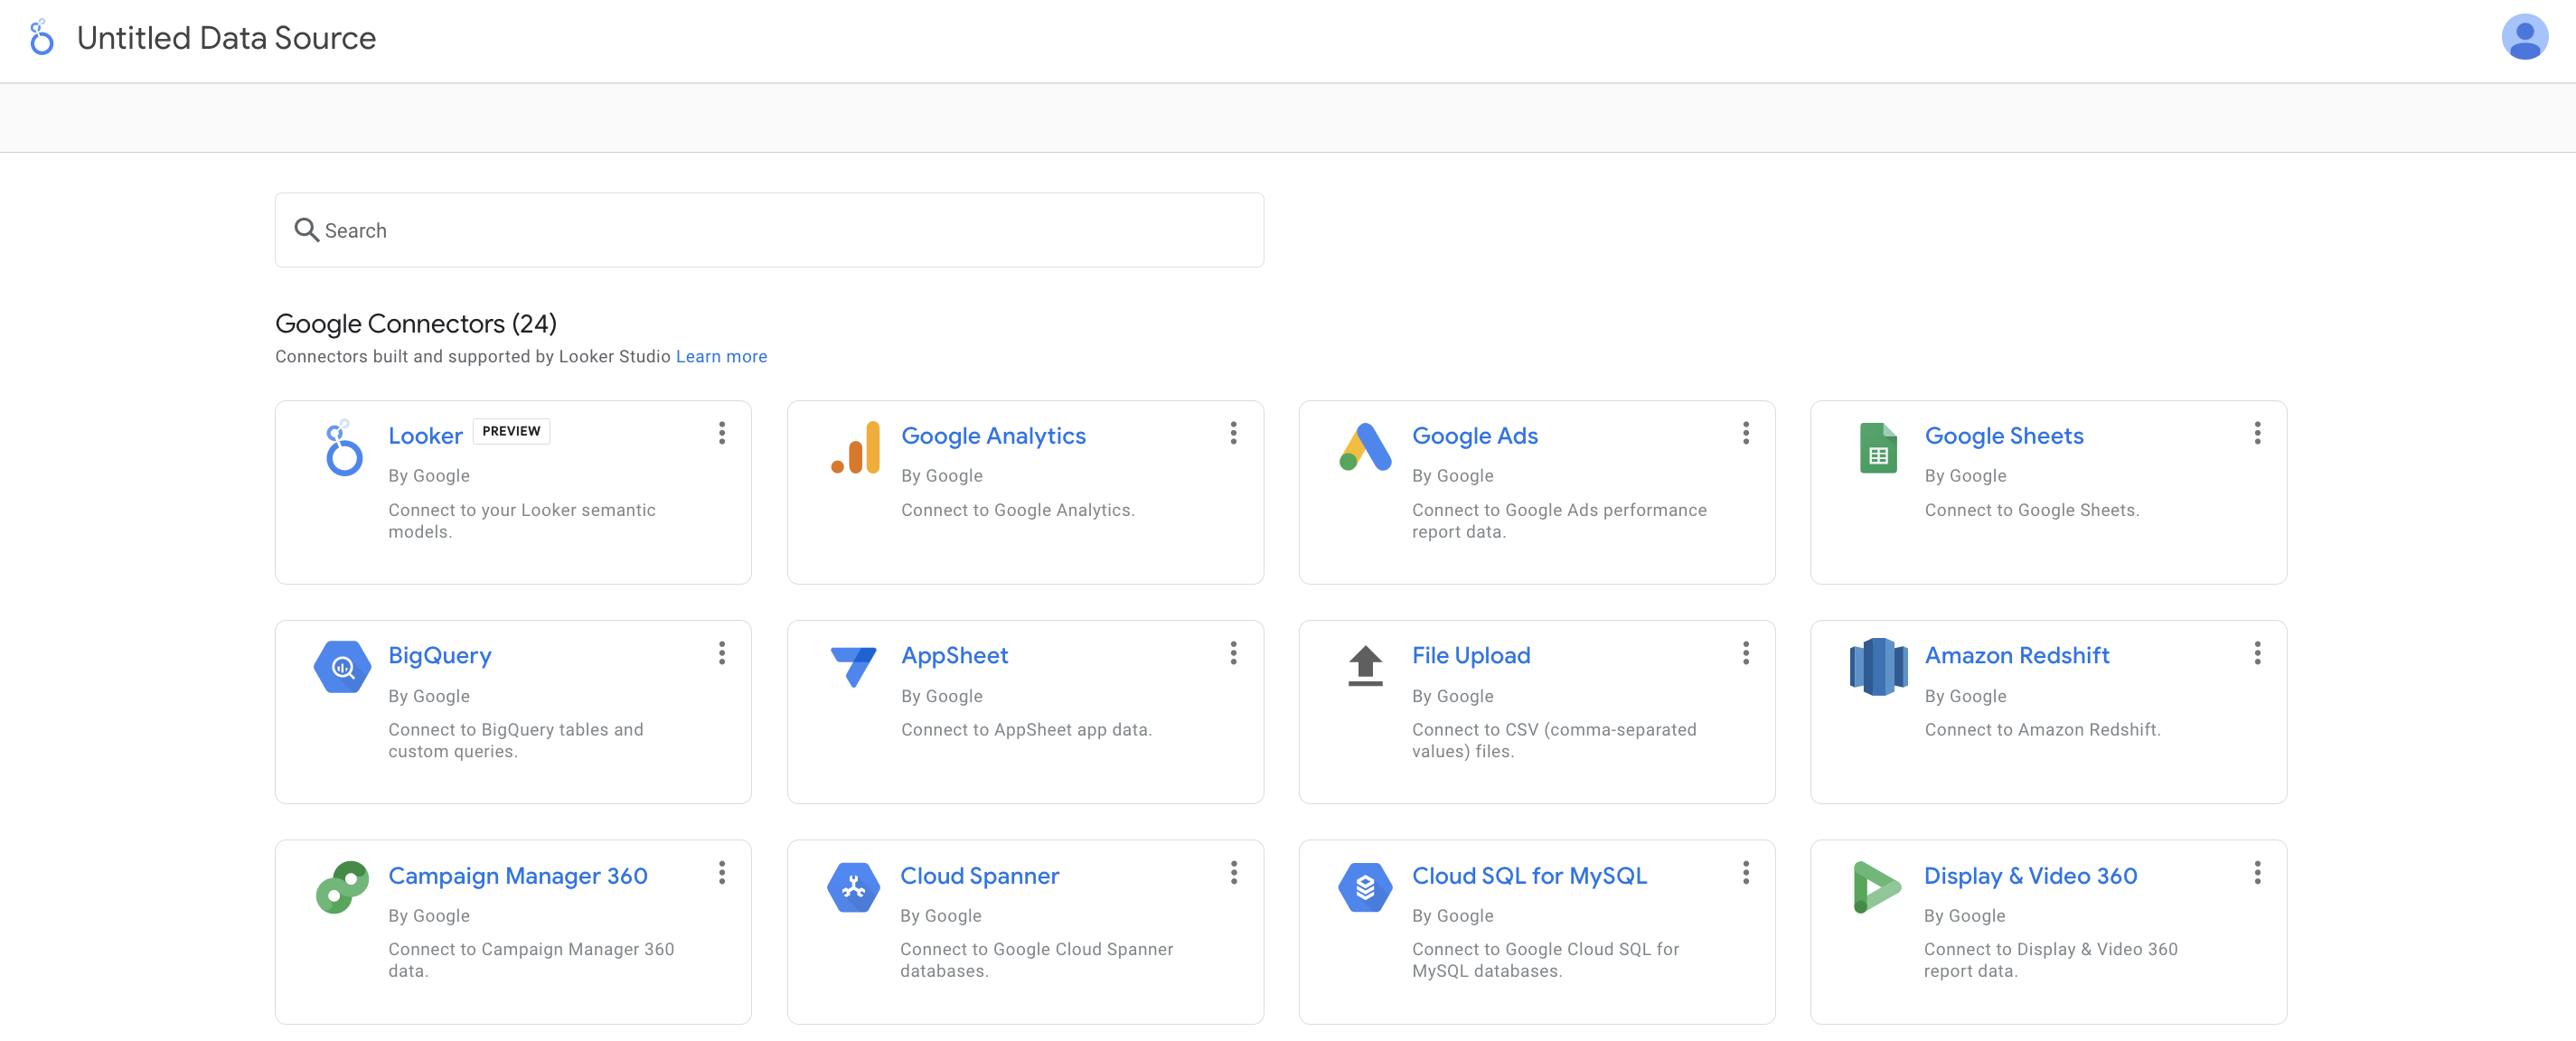 Untitled Data Source
Search
Google Connectors (24)
Connectors built and supported by Looker Studio Learn more
Looker PREVIEW
By Google
Connect to your Looker semantic
models.
Google Analytics
By Google
Connect to Google Analytics.
Google Ads
By Google
Connect to Google Ads performance
report data.
Google Sheets
By Google
Connect to Google Sheets.
BigQuery
By Google
Connect to BigQuery tables and
custom queries.
AppSheet
By Google
Connect to AppSheet app data.
File Upload
By Google
Connect to CSV (comma-separated
values) files.
Amazon Redshift
By Google
Connect to Amazon Redshift.
Campaign Manager 360
By Google
Connect to Campaign Manager 360
data.
Cloud Spanner
By Google
Connect to Google Cloud Spanner
databases.
Cloud SQL for MySQL
By Google
Connect to Google Cloud SQL for
MySQL databases.
Display & Video 360
By Google
Connect to Display & Video 360
report data.